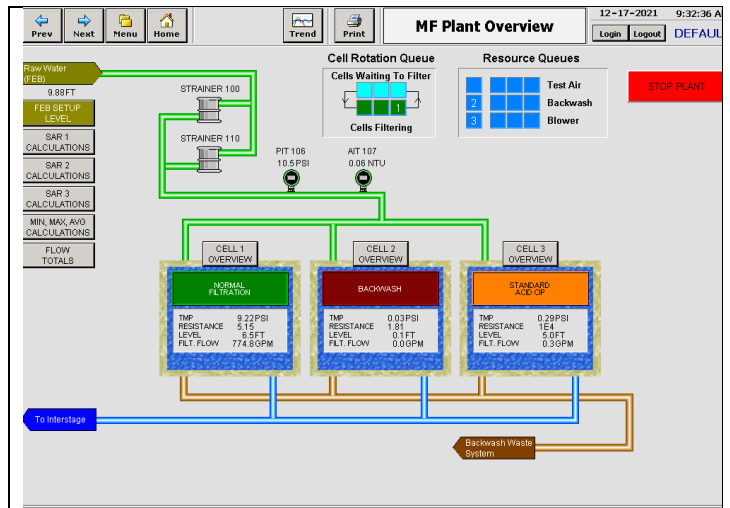 Prev
Next
Menu
Home
Trend
Print
MF Plant Overview
12-17-2021 9:32:36 A
Login
Logout
DEFAUL
Raw Water
(FEB)
9.88FT
FEB SETUP
LEVEL
SAR 1
CALCULATIONS
SAR 2
CALCULATIONS
SAR 3
CALCULATIONS
MIN, MAX, AVG
CALCULATIONS
FLOW
TOTALS
STRAINER 100
STRAINER 110
Cell Rotation Queue
Cells Waiting To Filter
1
Cells Filtering
Resource Queues
Test Air
2 Backwash
3 Blower
STOP PLANT
PIT 106
10.5 PSI
AIT 107
0.06 NTU
CELL 1
OVERVIEW
NORMAL
FILTRATION
TMP 9.22PSI
RESISTANCE 5.15
LEVEL 6.5FT
FILT. FLOW 774.8GPM
CELL 2
OVERVIEW
BACKWASH
TMP 0.03PSI
RESISTANCE 1.81
LEVEL 0.1FT
FILT. FLOW 0.0GPM
CELL 3
OVERVIEW
STANDARD
ACID CIP
TMP 0.29PSI
RESISTANCE 1E4
LEVEL 5.0FT
FILT. FLOW 0.3GPM
To Interstage
Backwash Waste
System